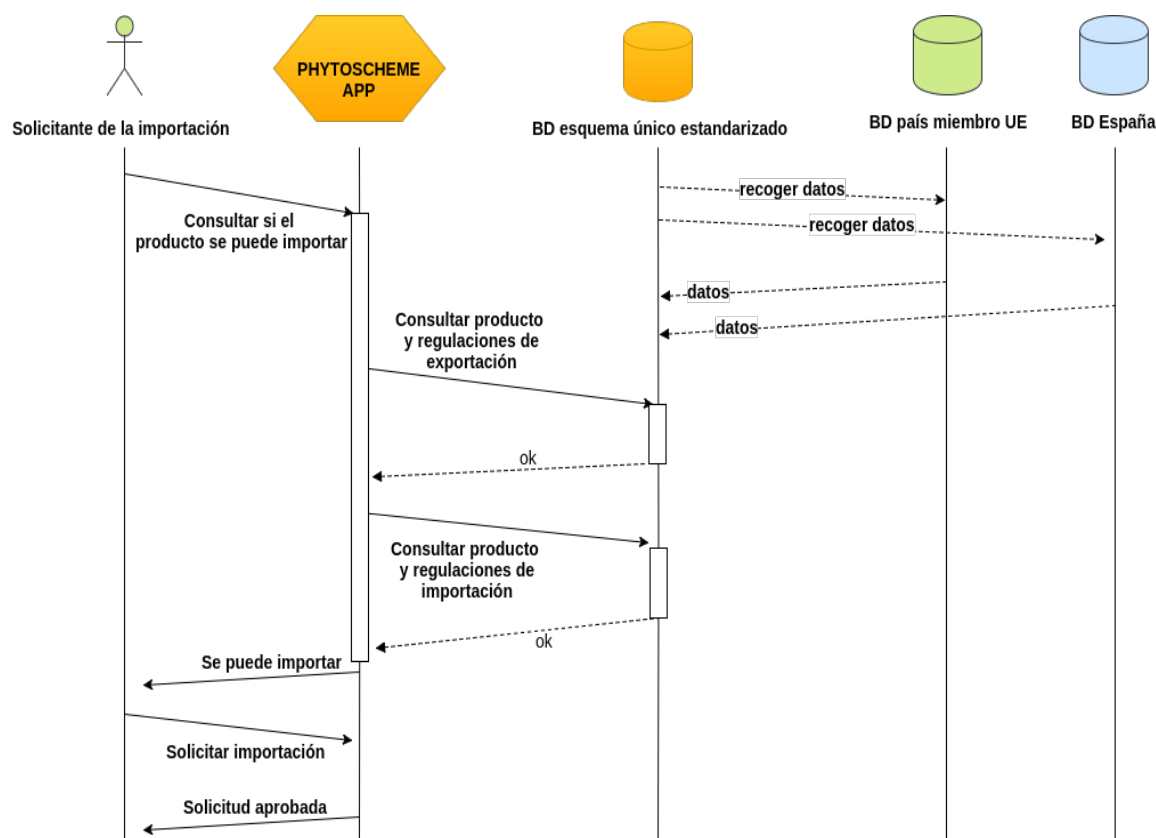 PHYTOSCHEME
APP
Solicitante de la importación
BD esquema único estandarizado
BD país miembro UE
BD España
recoger datos
Consultar si el
producto se puede importar
recoger datos
datos
Consultar producto
y regulaciones de
exportación
datos
ok
Consultar producto
y regulaciones de
importación
ok
Se puede importar
Solicitar importación
Solicitud aprobada